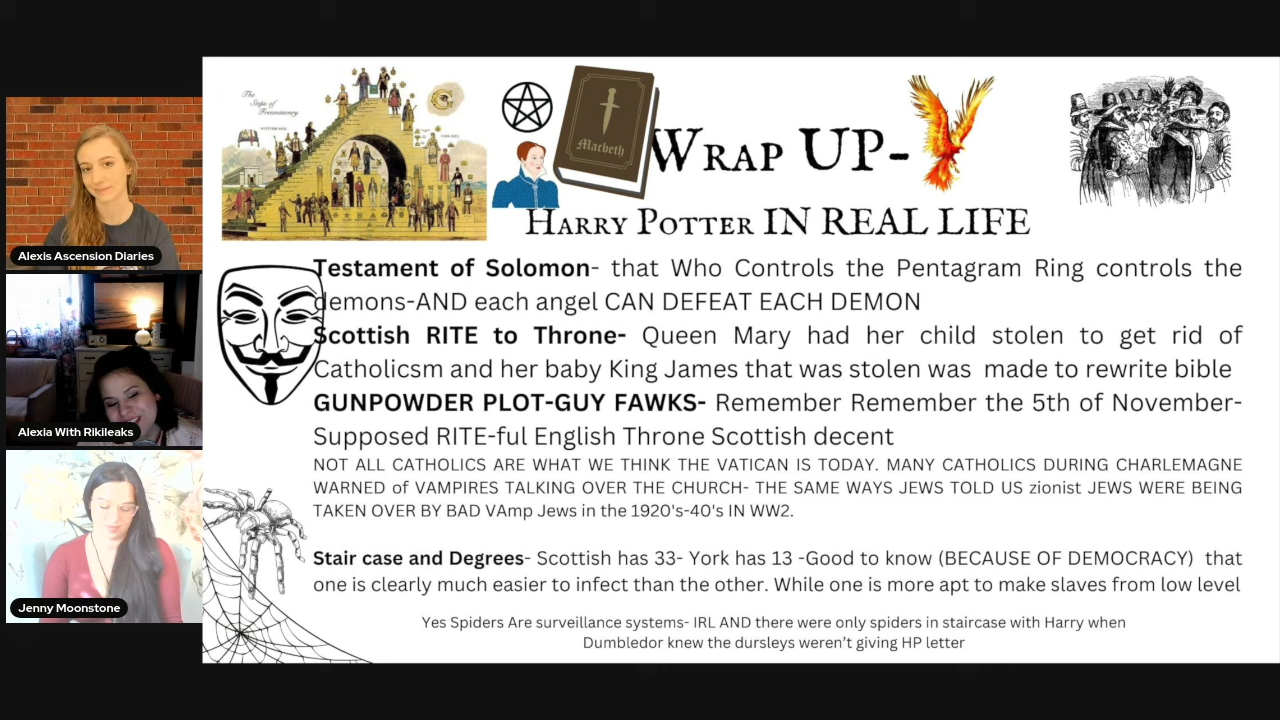 Alexis Ascension Diaries
Alexia With Rikileaks
Jenny Moonstone
The
Steps of
Freemasonry
Macbeth
WRAP UP-
HARRY POTTER IN REAL LIFE
Testament of Solomon- that Who Controls the Pentagram Ring controls the
demons-AND each angel CAN DEFEAT EACH DEMON
Scottish RITE to Throne- Queen Mary had her child stolen to get rid of
Catholicsm and her baby King James that was stolen was made to rewrite bible
GUNPOWDER PLOT-GUY FAWKS- Remember Remember the 5th of November-
Supposed RITE-ful English Throne Scottish decent
NOT ALL CATHOLICS ARE WHAT WE THINK THE VATICAN IS TODAY. MANY CATHOLICS DURING CHARLEMAGNE
WARNED of VAMPIRES TALKING OVER THE CHURCH- THE SAME WAYS JEWS TOLD US zionist JEWS WERE BEING
TAKEN OVER BY BAD VAmp Jews in the 1920's-40's IN WW2.
Stair case and Degrees- Scottish has 33- York has 13 -Good to know (BECAUSE OF DEMOCRACY) that
one is clearly much easier to infect than the other. While one is more apt to make slaves from low level
Yes Spiders Are surveillance systems- IRL AND there were only spiders in staircase with Harry when
Dumbledor knew the dursleys weren't giving HP letter